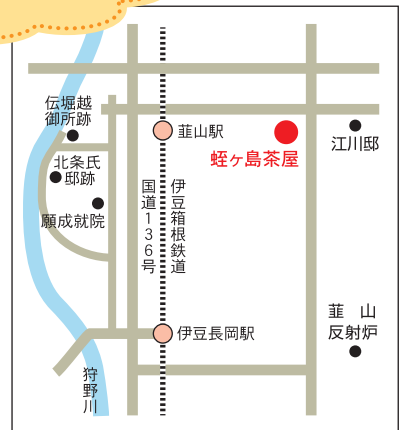 伝堀越
御所跡
韮山駅
江川邸
蛭ヶ島茶屋
北条氏
邸跡
願成就院
国道136号
伊豆箱根鉄道
韮　山
反射炉
伊豆長岡駅
狩野川